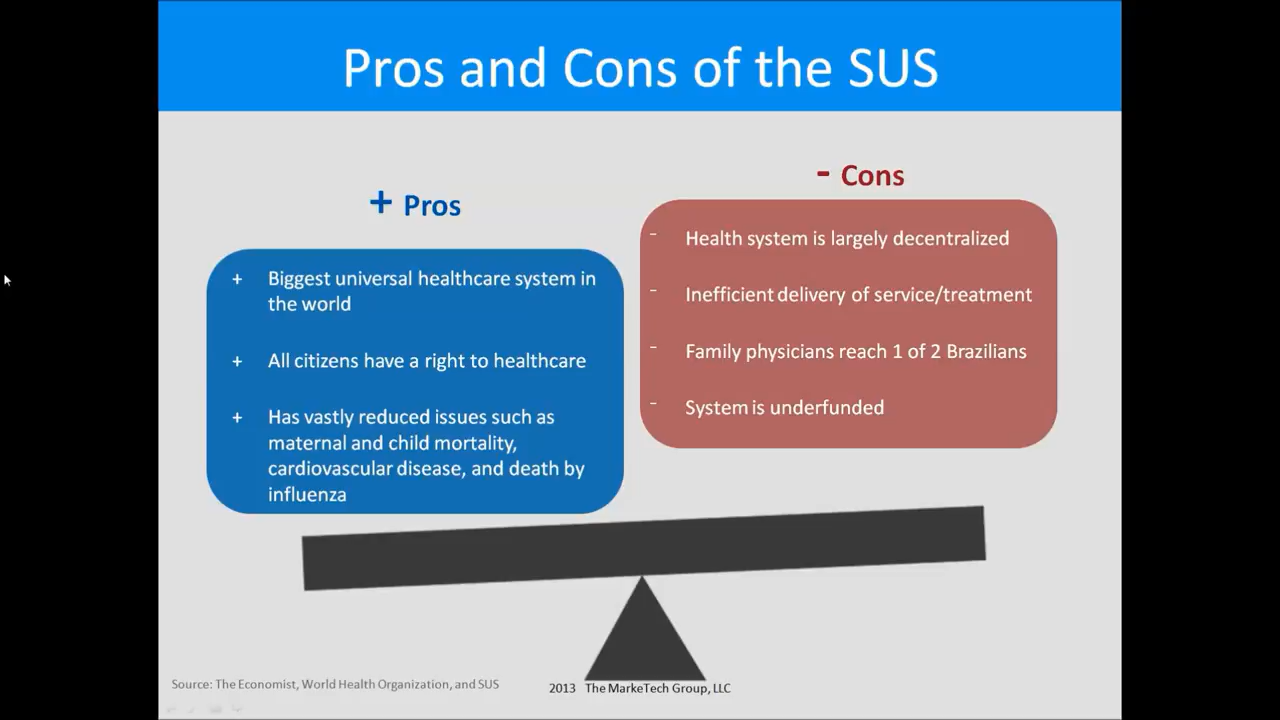 Pros and Cons of the SUS
+ Pros
+ Biggest universal healthcare system in
the world
+ All citizens have a right to healthcare
+ Has vastly reduced issues such as
maternal and child mortality,
cardiovascular disease, and death by
influenza
- Cons
- Health system is largely decentralized
- Inefficient delivery of service/treatment
- Family physicians reach 1 of 2 Brazilians
- System is underfunded
Source: The Economist, World Health Organization, and SUS
2013 The MarkeTech Group, LLC